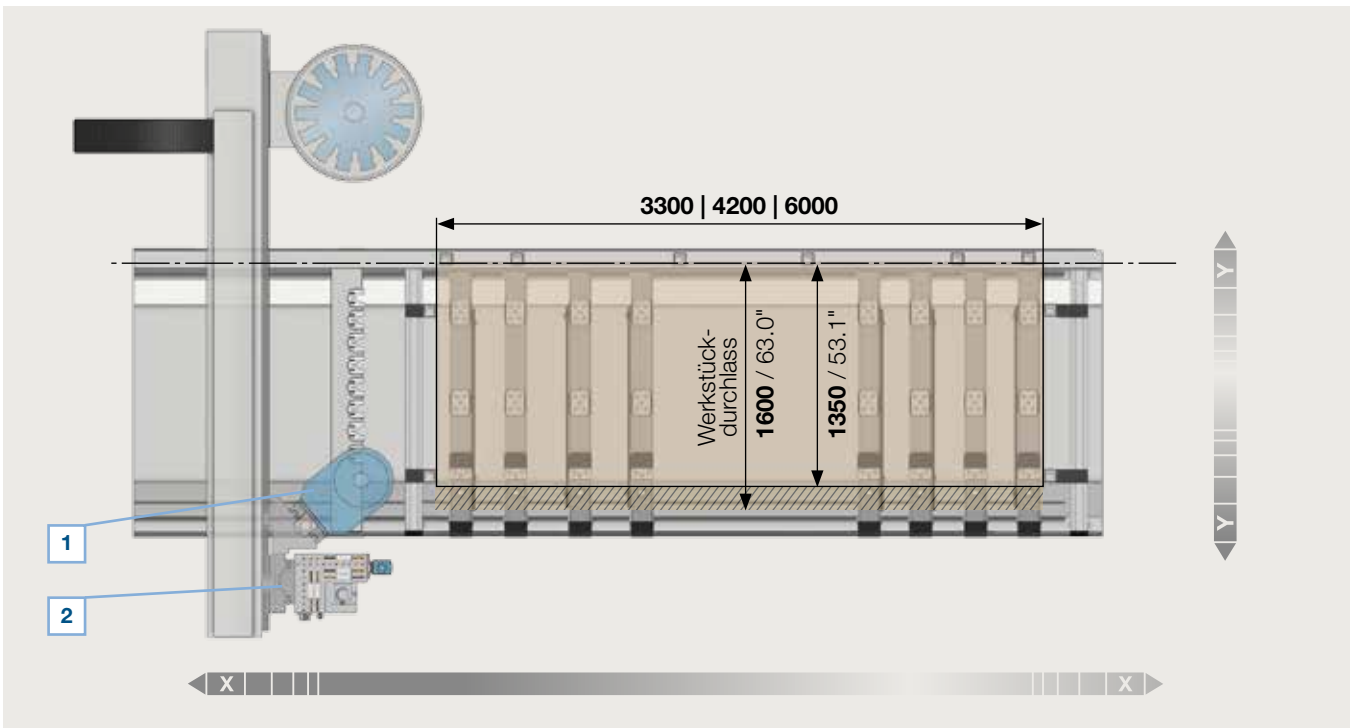 3300 | 4200 | 6000
Werkstück-
durchlass
1600 / 63.0"
1350 / 53.1"
Y
Y
1
2
X
X